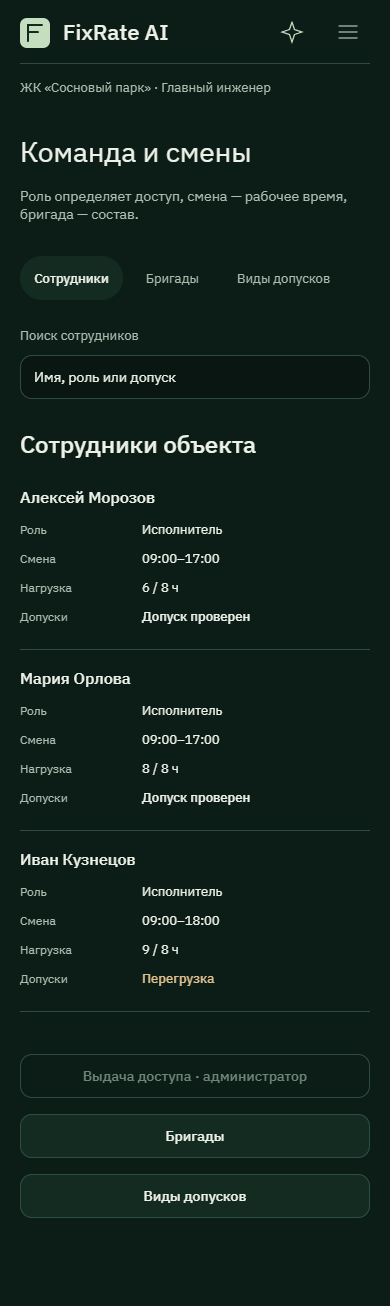 FixRate AI
ЖК «Сосновый парк» · Главный инженер
Команда и смены
Роль определяет доступ, смена — рабочее время,
бригада — состав.
Сотрудники Бригады Виды допусков
Поиск сотрудников
Имя, роль или допуск
Сотрудники объекта
Алексей Морозов
Роль Исполнитель
Смена 09:00–17:00
Нагрузка 6 / 8 ч
Допуски Допуск проверен
Мария Орлова
Роль Исполнитель
Смена 09:00–17:00
Нагрузка 8 / 8 ч
Допуски Допуск проверен
Иван Кузнецов
Роль Исполнитель
Смена 09:00–18:00
Нагрузка 9 / 8 ч
Допуски Перегрузка
Выдача доступа · администратор
Бригады
Виды допусков